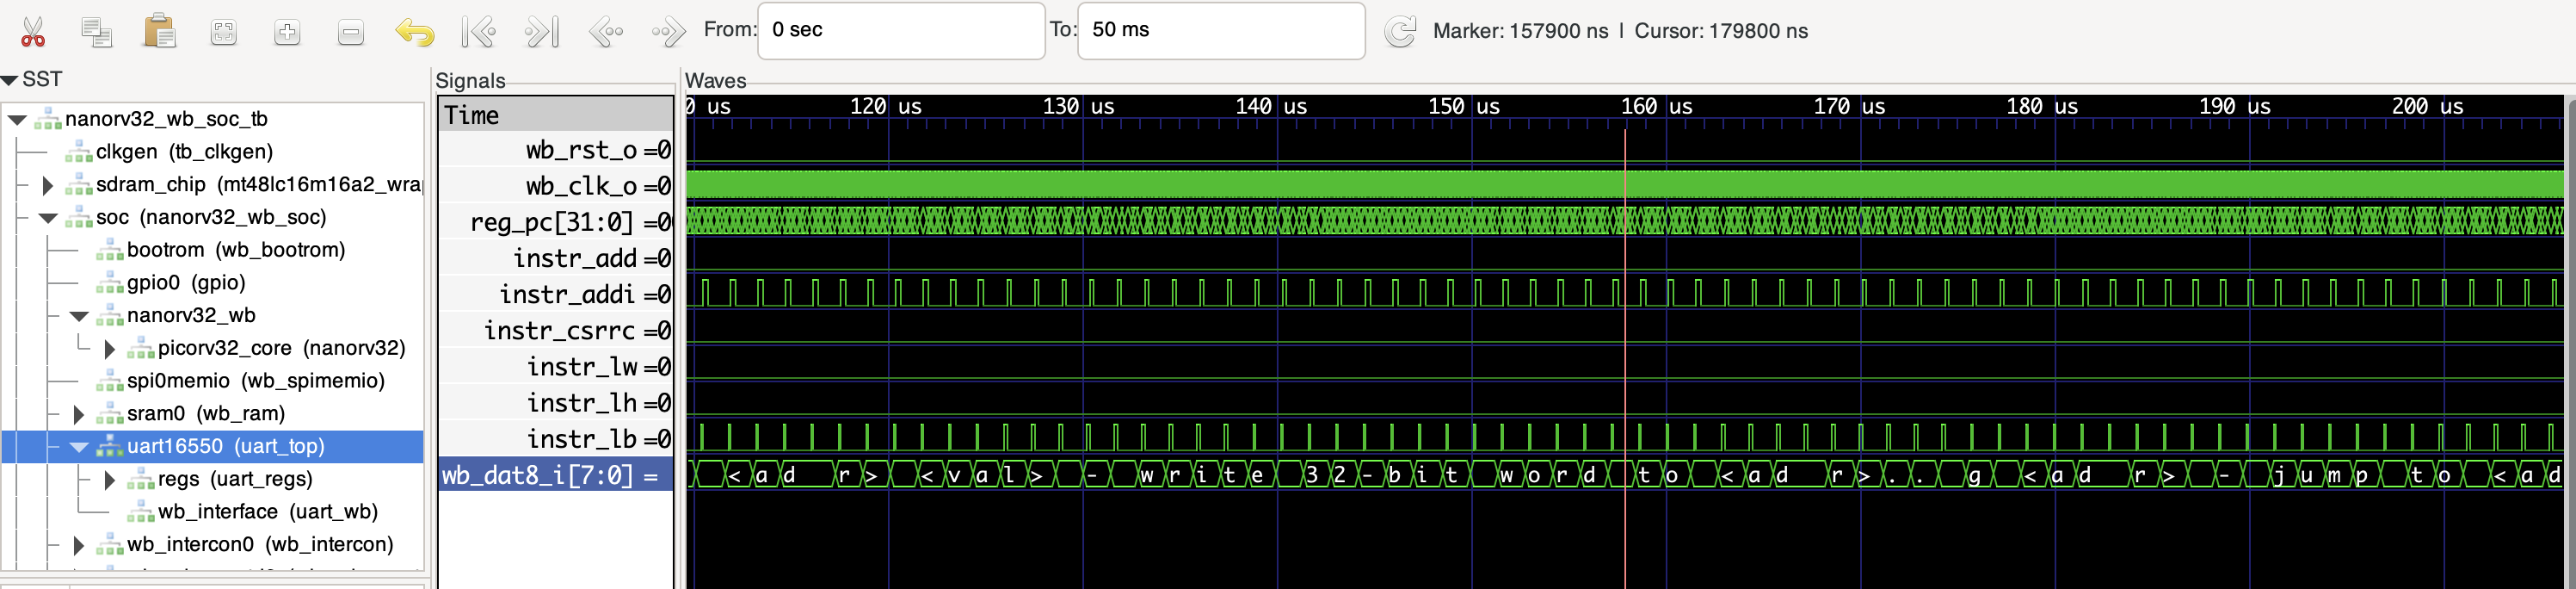 From: 0 sec To: 50 ms Marker: 157900 ns | Cursor: 179800 ns
SST
nanorv32_wb_soc_tb
clkgen (tb_clkgen)
sdram_chip (mt48lc16m16a2_wra
soc (nanorv32_wb_soc)
bootrom (wb_bootrom)
gpio0 (gpio)
nanorv32_wb
picorv32_core (nanorv32)
spi0memio (wb_spimemio)
sram0 (wb_ram)
uart16550 (uart_top)
regs (uart_regs)
wb_interface (uart_wb)
wb_intercon0 (wb_intercon)
Signals
Time
wb_rst_o =0
wb_clk_o =0
reg_pc[31:0] =0
instr_add =0
instr_addi =0
instr_csrrc =0
instr_lw =0
instr_lh =0
instr_lb =0
wb_dat8_i[7:0] =
Waves
0 us 120 us 130 us 140 us 150 us 160 us 170 us 180 us 190 us 200 us
< a d r > < v a l > - w r i t e 3 2 - b i t w o r d t o < a d r > . . g < a d r > - j u m p t o < a d